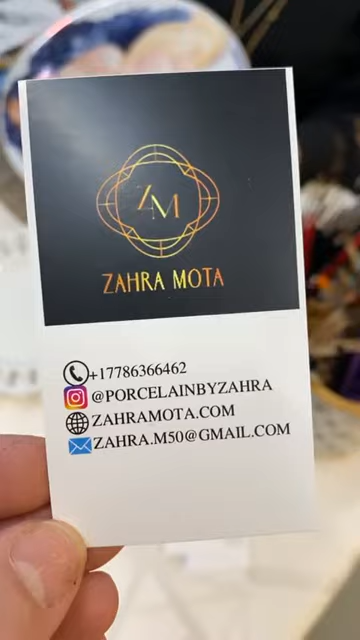 ZM
ZAHRA MOTA
+17786366462
@PORCELAINBYZAHRA
ZAHRAMOTA.COM
ZAHRA.M50@GMAIL.COM